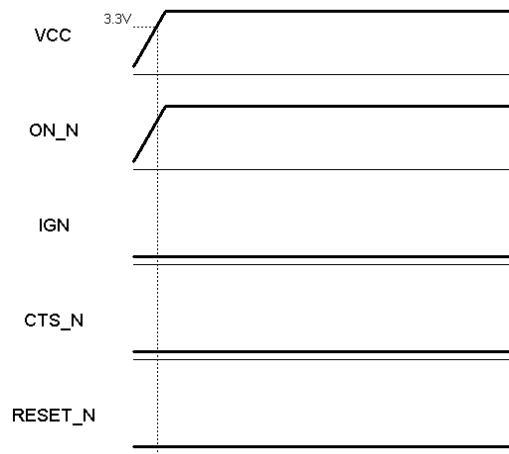 3.3V
VCC
ON_N
IGN
CTS_N
RESET_N